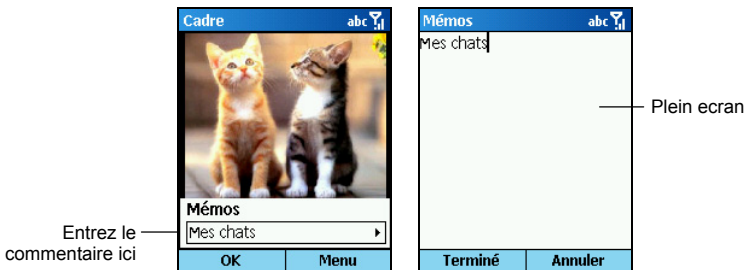 Cadre abc
Mémos
Mes chats
OK Menu
Entrez le
commentaire ici
Mémos abc
Mes chats
Terminé Annuler
Plein ecran